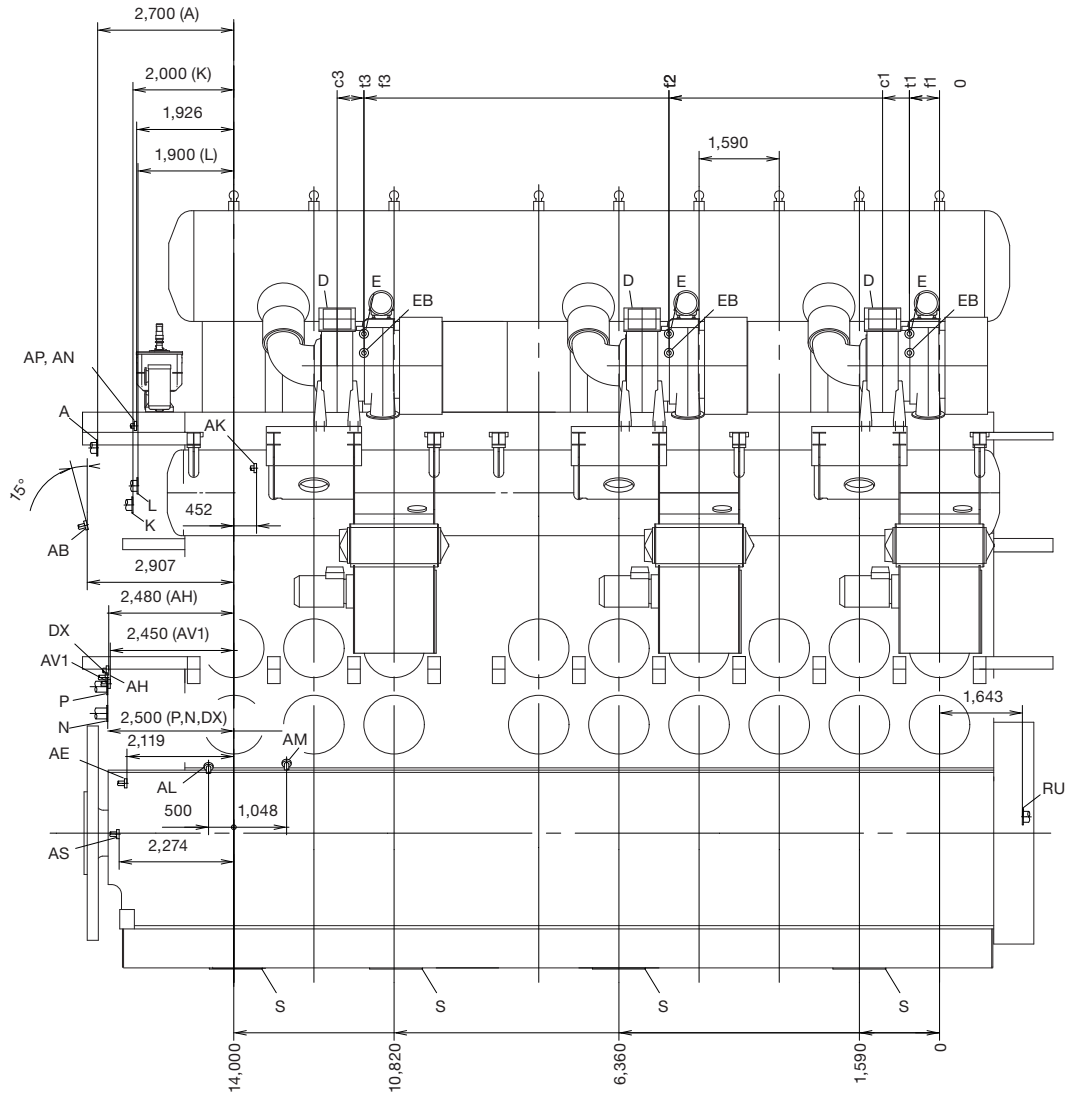 2,700 (A)
2,000 (K)
1,926
1,900 (L)
c3
t3
f3
f2
c1
t1
f1
0
1,590
D
E
EB
D
E
EB
D
E
EB
AP, AN
A
AK
15°
L
K
452
AB
2,907
2,480 (AH)
2,450 (AV1)
DX
AV1
AH
P
N
2,500 (P,N,DX)
1,643
2,119
AE
AM
AL
500
1,048
RU
AS
2,274
S
S
S
S
14,000
10,820
6,360
1,590
0